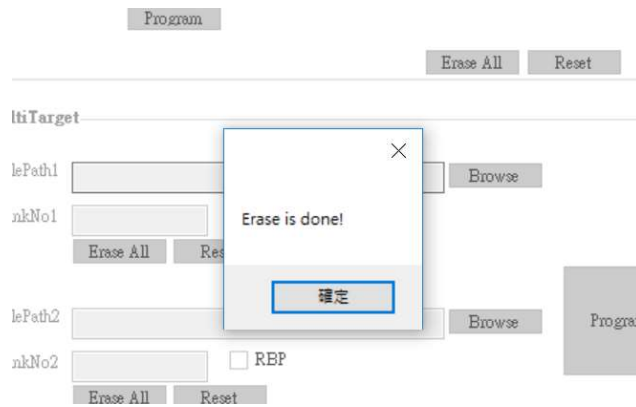 Program
Erase All Reset
ltiTarget
lePath1 Browse
nkNo1
Erase All Res
Erase is done!
確定
lePath2 Browse Progra
nkNo2 RBP
Erase All Reset